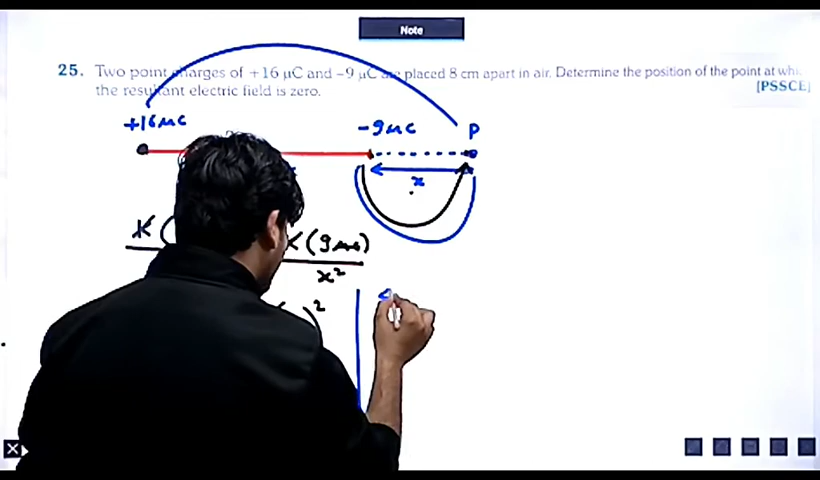 Note
25. Two point charges of +16 μC and −9 μC are placed 8 cm apart in air. Determine the position of the point at
the resultant electric field is zero. [PSSCE]
+16μC -9μC P
x
K( K(9μC)
x²
)²